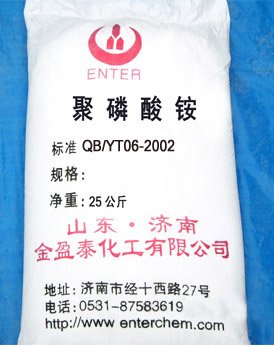 ENTER
聚磷酸铵
标准 QB/YT06-2002
规格:
净重: 25公斤
山东·济南
金盈泰化工有限公司
地址: 济南市经十西路27号
电话: 0531-87583619
http://www.enterchem.com